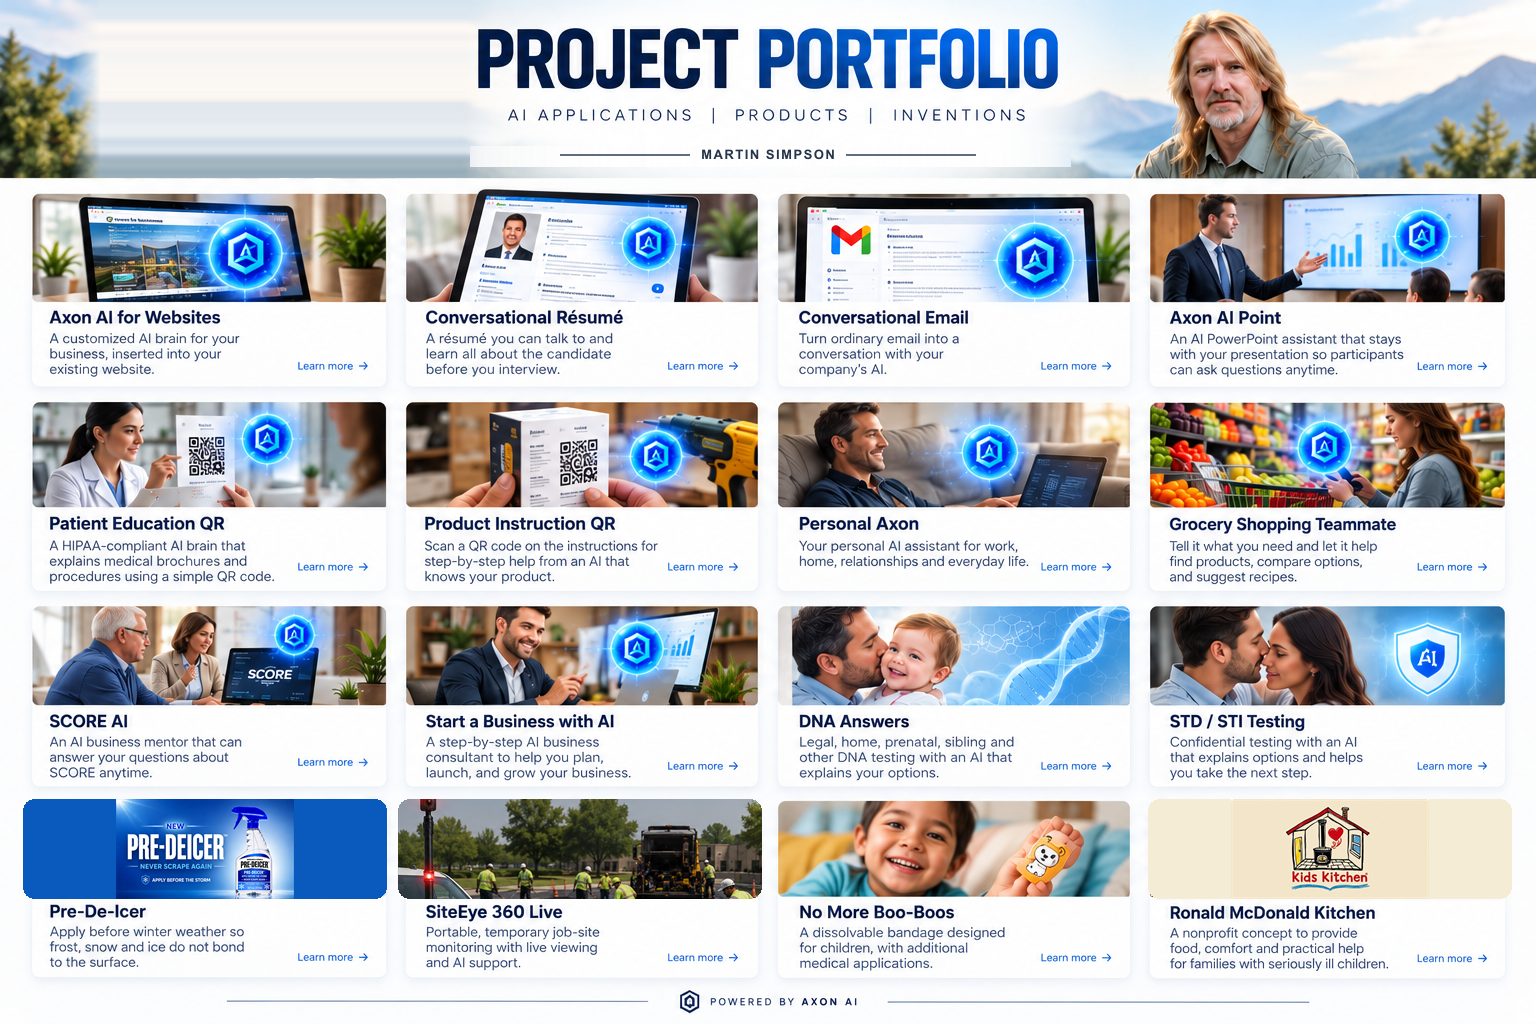 PROJECT PORTFOLIO
AI APPLICATIONS | PRODUCTS | INVENTIONS
MARTIN SIMPSON
Axon AI for Websites
A customized AI brain for your
business, inserted into your
existing website.
Learn more →
Conversational Résumé
A résumé you can talk to and
learn all about the candidate
before you interview.
Learn more →
Conversational Email
Turn ordinary email into a
conversation with your
company's AI.
Learn more →
Axon AI Point
An AI PowerPoint assistant that stays
with your presentation so participants
can ask questions anytime.
Learn more →
Patient Education QR
A HIPAA-compliant AI brain that
explains medical brochures and
procedures using a simple QR code.
Learn more →
Product Instruction QR
Scan a QR code on the instructions for
step-by-step help from an AI that
knows your product.
Learn more →
Personal Axon
Your personal AI assistant for work,
home, relationships and everyday life.
Learn more →
Grocery Shopping Teammate
Tell it what you need and let it help
find products, compare options,
and suggest recipes.
Learn more →
SCORE
SCORE AI
An AI business mentor that can
answer your questions about
SCORE anytime.
Learn more →
Start a Business with AI
A step-by-step AI business
consultant to help you plan,
launch, and grow your business.
Learn more →
DNA Answers
Legal, home, prenatal, sibling and
other DNA testing with an AI that
explains your options.
Learn more →
AI
STD / STI Testing
Confidential testing with an AI
that explains options and helps
you take the next step.
Learn more →
NEW
PRE-DEICER
NEVER SCRAPE AGAIN
APPLY BEFORE THE STORM
PRE-DEICER
Pre-De-Icer
Apply before winter weather so
frost, snow and ice do not bond
to the surface.
Learn more →
SiteEye 360 Live
Portable, temporary job-site
monitoring with live viewing
and AI support.
Learn more →
No More Boo-Boos
A dissolvable bandage designed
for children, with additional
medical applications.
Learn more →
Kids Kitchen
Ronald McDonald Kitchen
A nonprofit concept to provide
food, comfort and practical help
for families with seriously ill children.
Learn more →
POWERED BY AXON AI